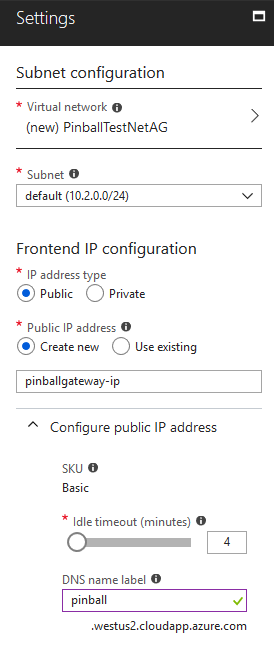 Settings
Subnet configuration
* Virtual network
(new) PinballTestNetAG
* Subnet
default (10.2.0.0/24)
Frontend IP configuration
* IP address type
Public Private
* Public IP address
Create new Use existing
pinballgateway-ip
Configure public IP address
SKU
Basic
* Idle timeout (minutes)
4
DNS name label
pinball
.westus2.cloudapp.azure.com